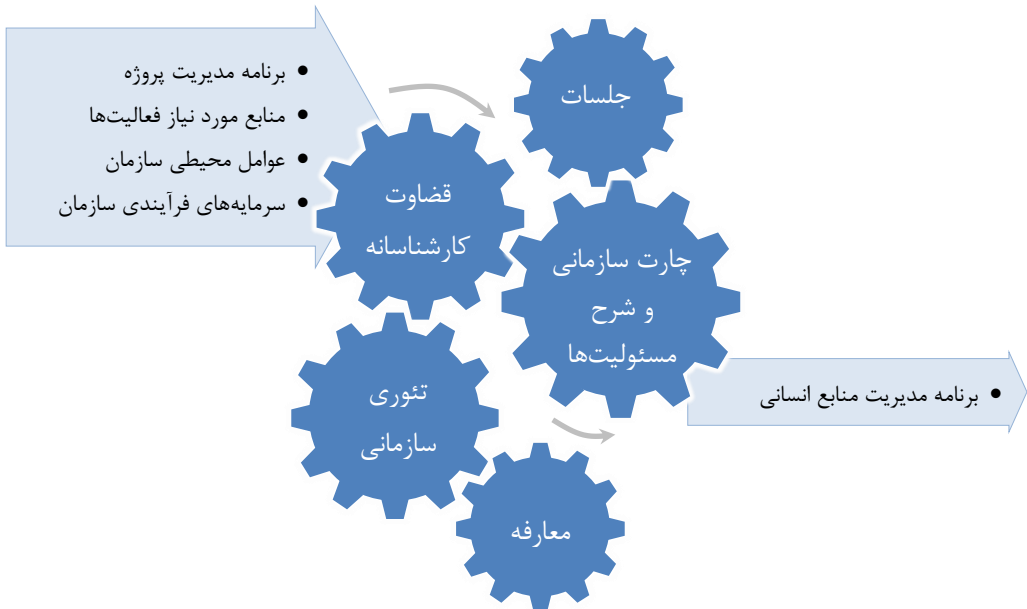 • برنامه مدیریت پروژه
• منابع مورد نیاز فعالیت‌ها
• عوامل محیطی سازمان
• سرمایه‌های فرآیندی سازمان
جلسات
قضاوت
کارشناسانه
چارت سازمانی
و شرح
مسئولیت‌ها
تئوری
سازمانی
معارفه
• برنامه مدیریت منابع انسانی